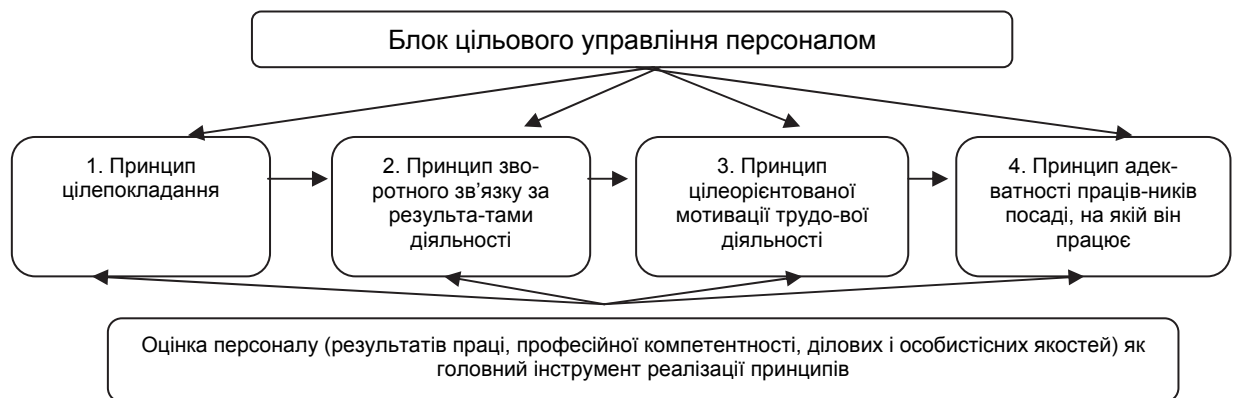 Блок цільового управління персоналом
1. Принцип
цілепокладання
2. Принцип зво-
ротного зв’язку за
результа-тами
діяльності
3. Принцип
цілеорієнтованої
мотивації трудо-вої
діяльності
4. Принцип адек-
ватності праців-ників
посаді, на якій він
працює
Оцінка персоналу (результатів праці, професійної компетентності, ділових і особистісних якостей) як
головний інструмент реалізації принципів